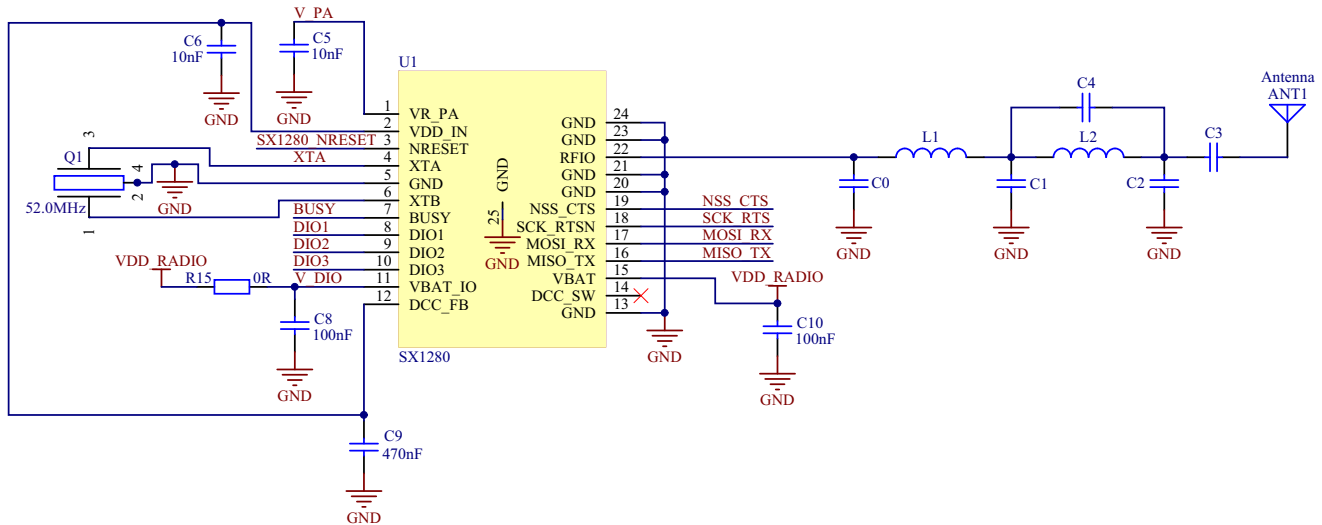 V_PA
C6
10nF
GND
C5
10nF
GND
U1
1
2
3
4
5
6
7
8
9
10
11
12
VR_PA
VDD_IN
NRESET
XTA
GND
XTB
BUSY
DIO1
DIO2
DIO3
VBAT_IO
DCC_FB
GND
25
GND
GND
GND
RFIO
GND
GND
NSS_CTS
SCK_RTSN
MOSI_RX
MISO_TX
VBAT
DCC_SW
GND
24
23
22
21
20
19
18
17
16
15
14
13
SX1280
SX1280_NRESET
XTA
3
Q1
4
2
52.0MHz
1
GND
BUSY
DIO1
DIO2
DIO3
VDD_RADIO
R15
0R
V_DIO
C8
100nF
GND
C9
470nF
GND
NSS_CTS
SCK_RTS
MOSI_RX
MISO_TX
VDD_RADIO
C10
100nF
GND
GND
C0
GND
L1
C1
GND
C4
L2
C2
GND
C3
Antenna
ANT1